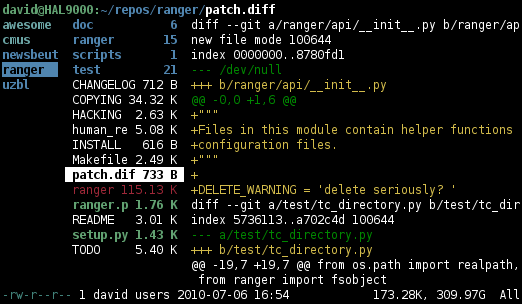 david@HAL9000:~/repos/ranger/patch.diff
awesome doc 6 diff --git a/ranger/api/__init__.py b/ranger/ap
cmus ranger 15 new file mode 100644
newsbeut scripts 1 index 0000000..8780fd1
ranger test 21 --- /dev/null
uzbl CHANGELOG 712 B +++ b/ranger/api/__init__.py
COPYING 34.32 K @@ -0,0 +1,6 @@
HACKING 2.63 K +"""
human_re 5.08 K +Files in this module contain helper functions
INSTALL 616 B +configuration files.
Makefile 2.49 K +"""
patch.dif 733 B +
ranger 115.13 K +DELETE_WARNING = 'delete seriously? '
ranger.p 1.76 K diff --git a/test/tc_directory.py b/test/tc_dir
README 3.01 K index 5736113..a702c4d 100644
setup.py 1.43 K --- a/test/tc_directory.py
TODO 5.40 K +++ b/test/tc_directory.py
@@ -19,7 +19,7 @@ from os.path import realpath,
from ranger import fsobject
-rw-r--r-- 1 david users 2010-07-06 16:54 173.28K, 309.97G All